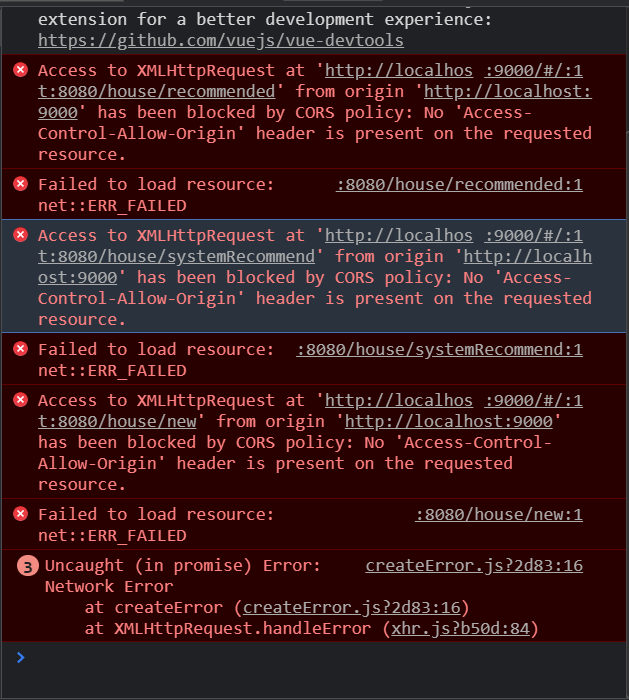 extension for a better development experience:
https://github.com/vuejs/vue-devtools
Access to XMLHttpRequest at 'http://localhos :9000/#/:1
t:8080/house/recommended' from origin 'http://localhost:
9000' has been blocked by CORS policy: No 'Access-
Control-Allow-Origin' header is present on the requested
resource.
Failed to load resource: :8080/house/recommended:1
net::ERR_FAILED
Access to XMLHttpRequest at 'http://localhos :9000/#/:1
t:8080/house/systemRecommend' from origin 'http://localh
ost:9000' has been blocked by CORS policy: No 'Access-
Control-Allow-Origin' header is present on the requested
resource.
Failed to load resource: :8080/house/systemRecommend:1
net::ERR_FAILED
Access to XMLHttpRequest at 'http://localhos :9000/#/:1
t:8080/house/new' from origin 'http://localhost:9000'
has been blocked by CORS policy: No 'Access-Control-
Allow-Origin' header is present on the requested
resource.
Failed to load resource: :8080/house/new:1
net::ERR_FAILED
3 Uncaught (in promise) Error: createError.js?2d83:16
Network Error
at createError (createError.js?2d83:16)
at XMLHttpRequest.handleError (xhr.js?b50d:84)